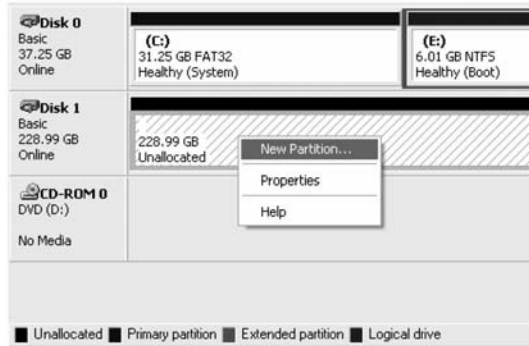 Disk 0
Basic
37.25 GB
Online
(C:)
31.25 GB FAT32
Healthy (System)
(E:)
6.01 GB NTFS
Healthy (Boot)
Disk 1
Basic
228.99 GB
Online
228.99 GB
Unallocated
New Partition...
Properties
Help
CD-ROM 0
DVD (D:)
No Media
Unallocated Primary partition Extended partition Logical drive